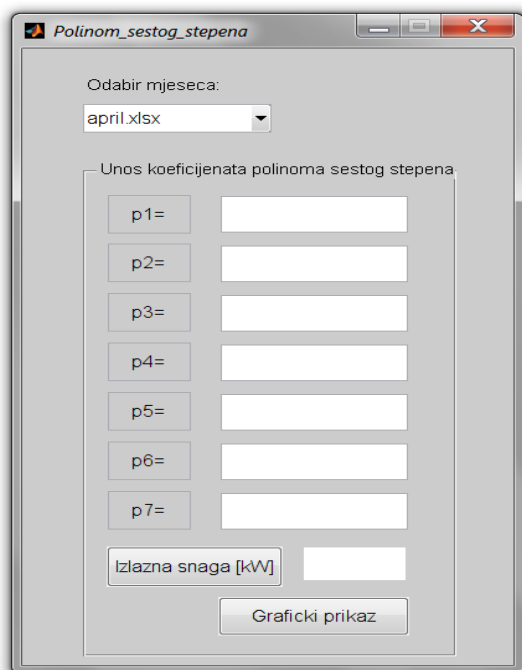 Polinom_sestog_stepena
Odabir mjeseca:
april.xlsx
Unos koeficijenata polinoma sestog stepena
p1=
p2=
p3=
p4=
p5=
p6=
p7=
Izlazna snaga [kW]
Graficki prikaz